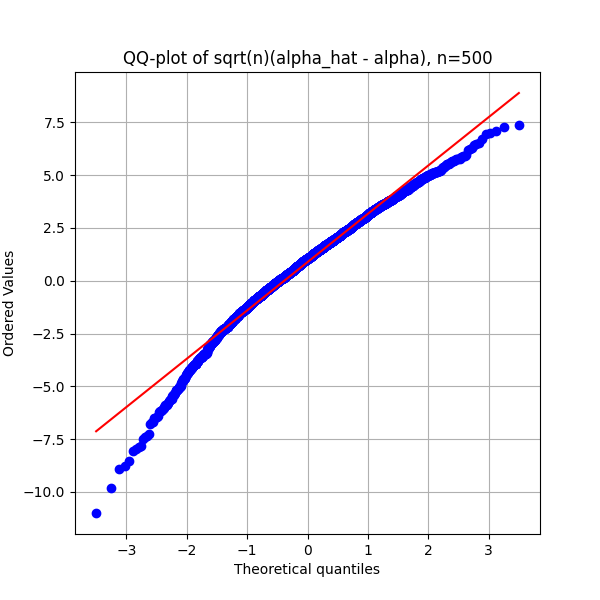 QQ-plot of sqrt(n)(alpha_hat - alpha), n=500
7.5
5.0
2.5
0.0
−2.5
−5.0
−7.5
−10.0
Ordered Values
−3 −2 −1 0 1 2 3
Theoretical quantiles